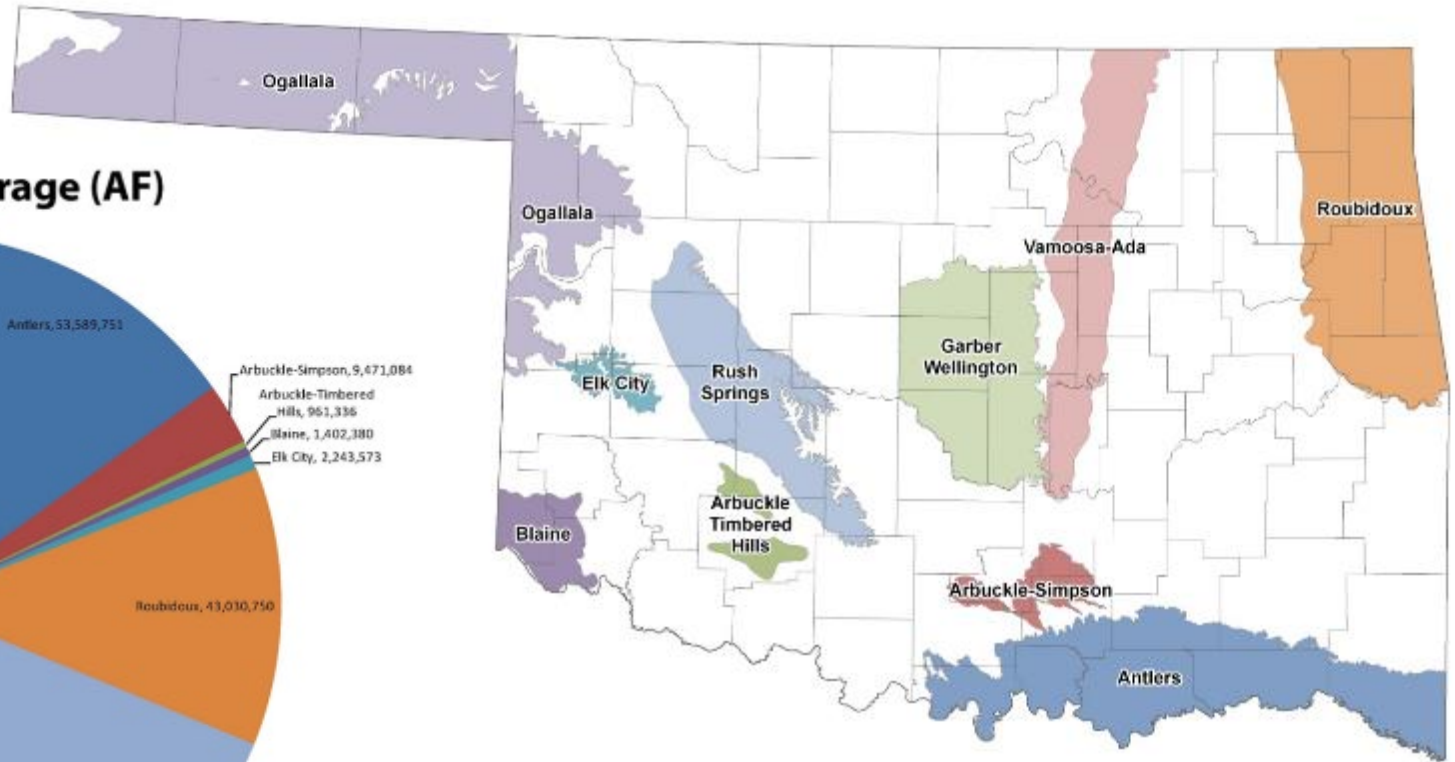 rage (AF)
Antlers, 53,589,751
Arbuckle-Simpson, 9,471,084
Arbuckle-Timbered
Hills, 961,336
Blaine, 1,402,380
Elk City, 2,243,573
Roubidoux, 43,030,750
Ogallala
Ogallala
Roubidoux
Vamoosa-Ada
Garber
Wellington
Rush
Springs
Elk City
Arbuckle
Timbered
Hills
Blaine
Arbuckle-Simpson
Antlers